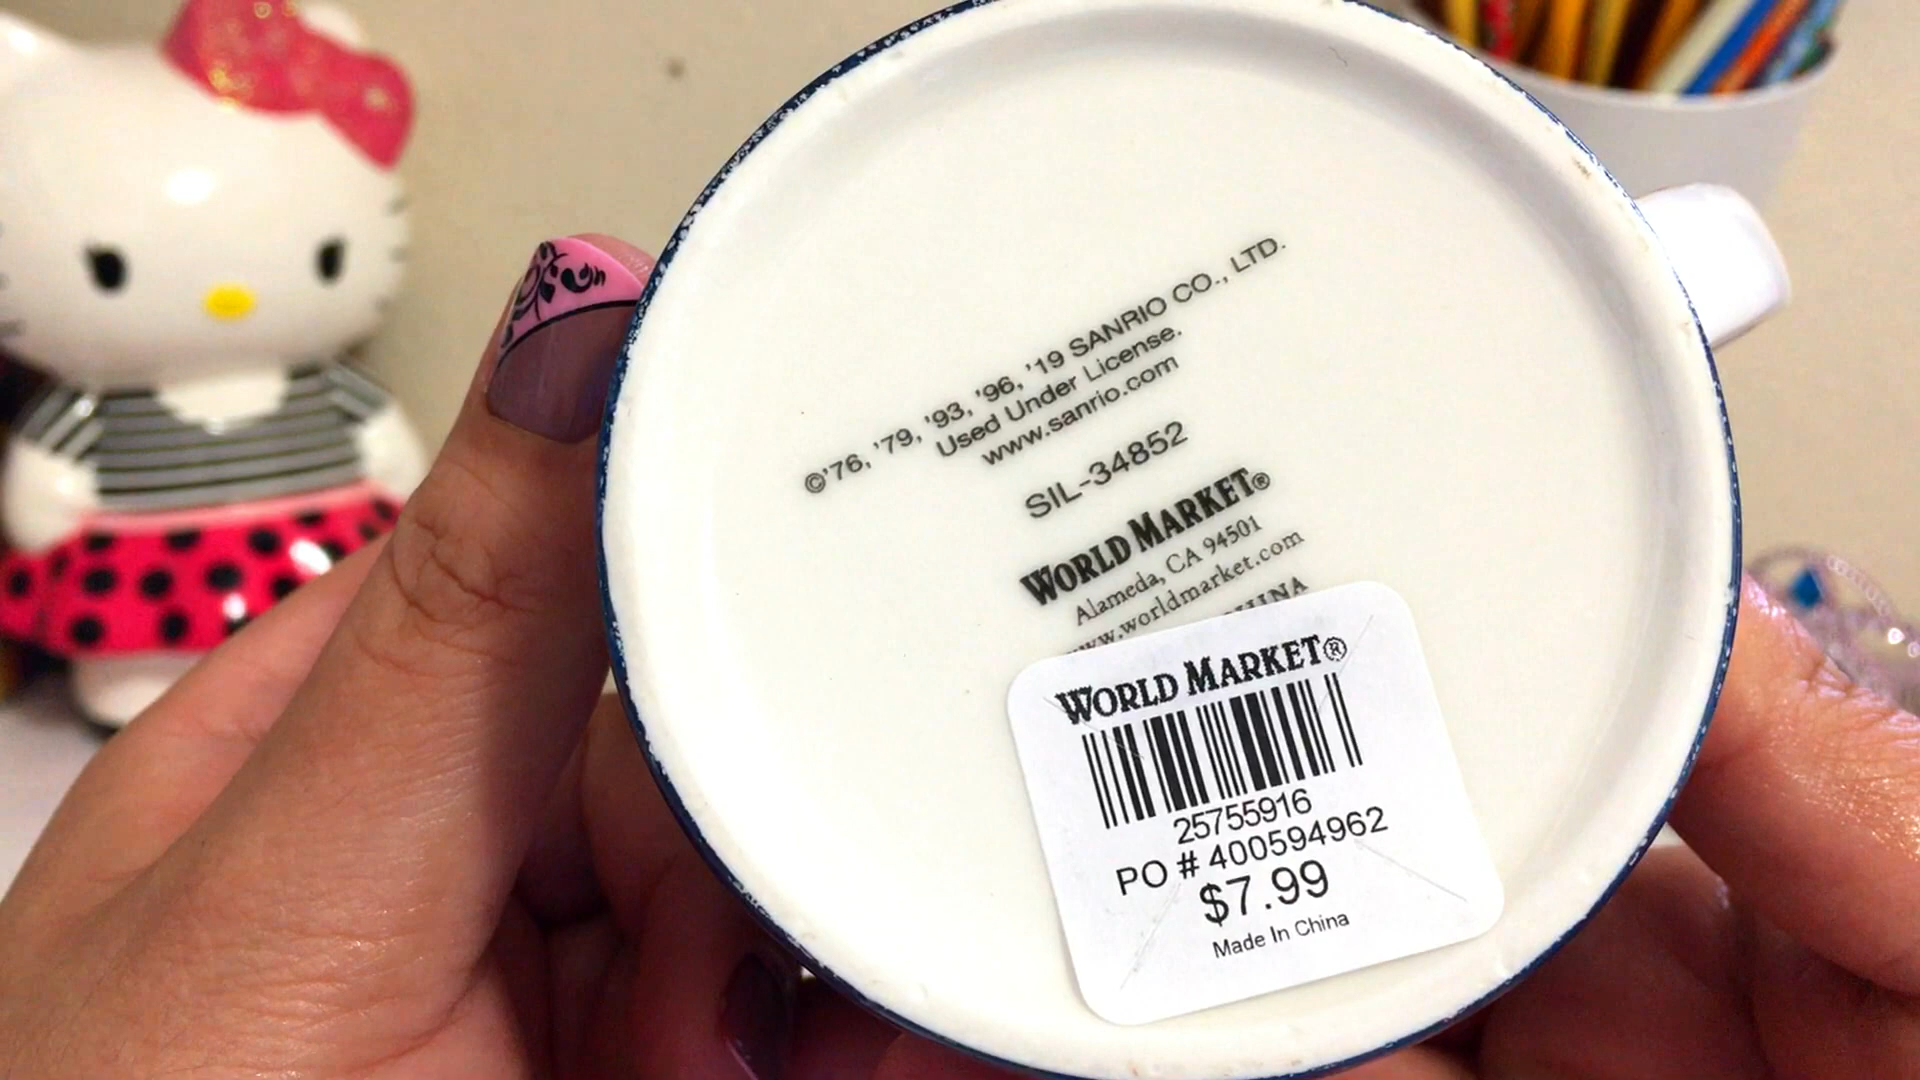 ©'76, '79, '93, '96, '19 SANRIO CO., LTD.
Used Under License.
www.sanrio.com
SIL-34852
WORLD MARKET®
Alameda, CA 94501
www.worldmarket.com
WORLD MARKET®
25755916
PO # 400594962
$7.99
Made In China